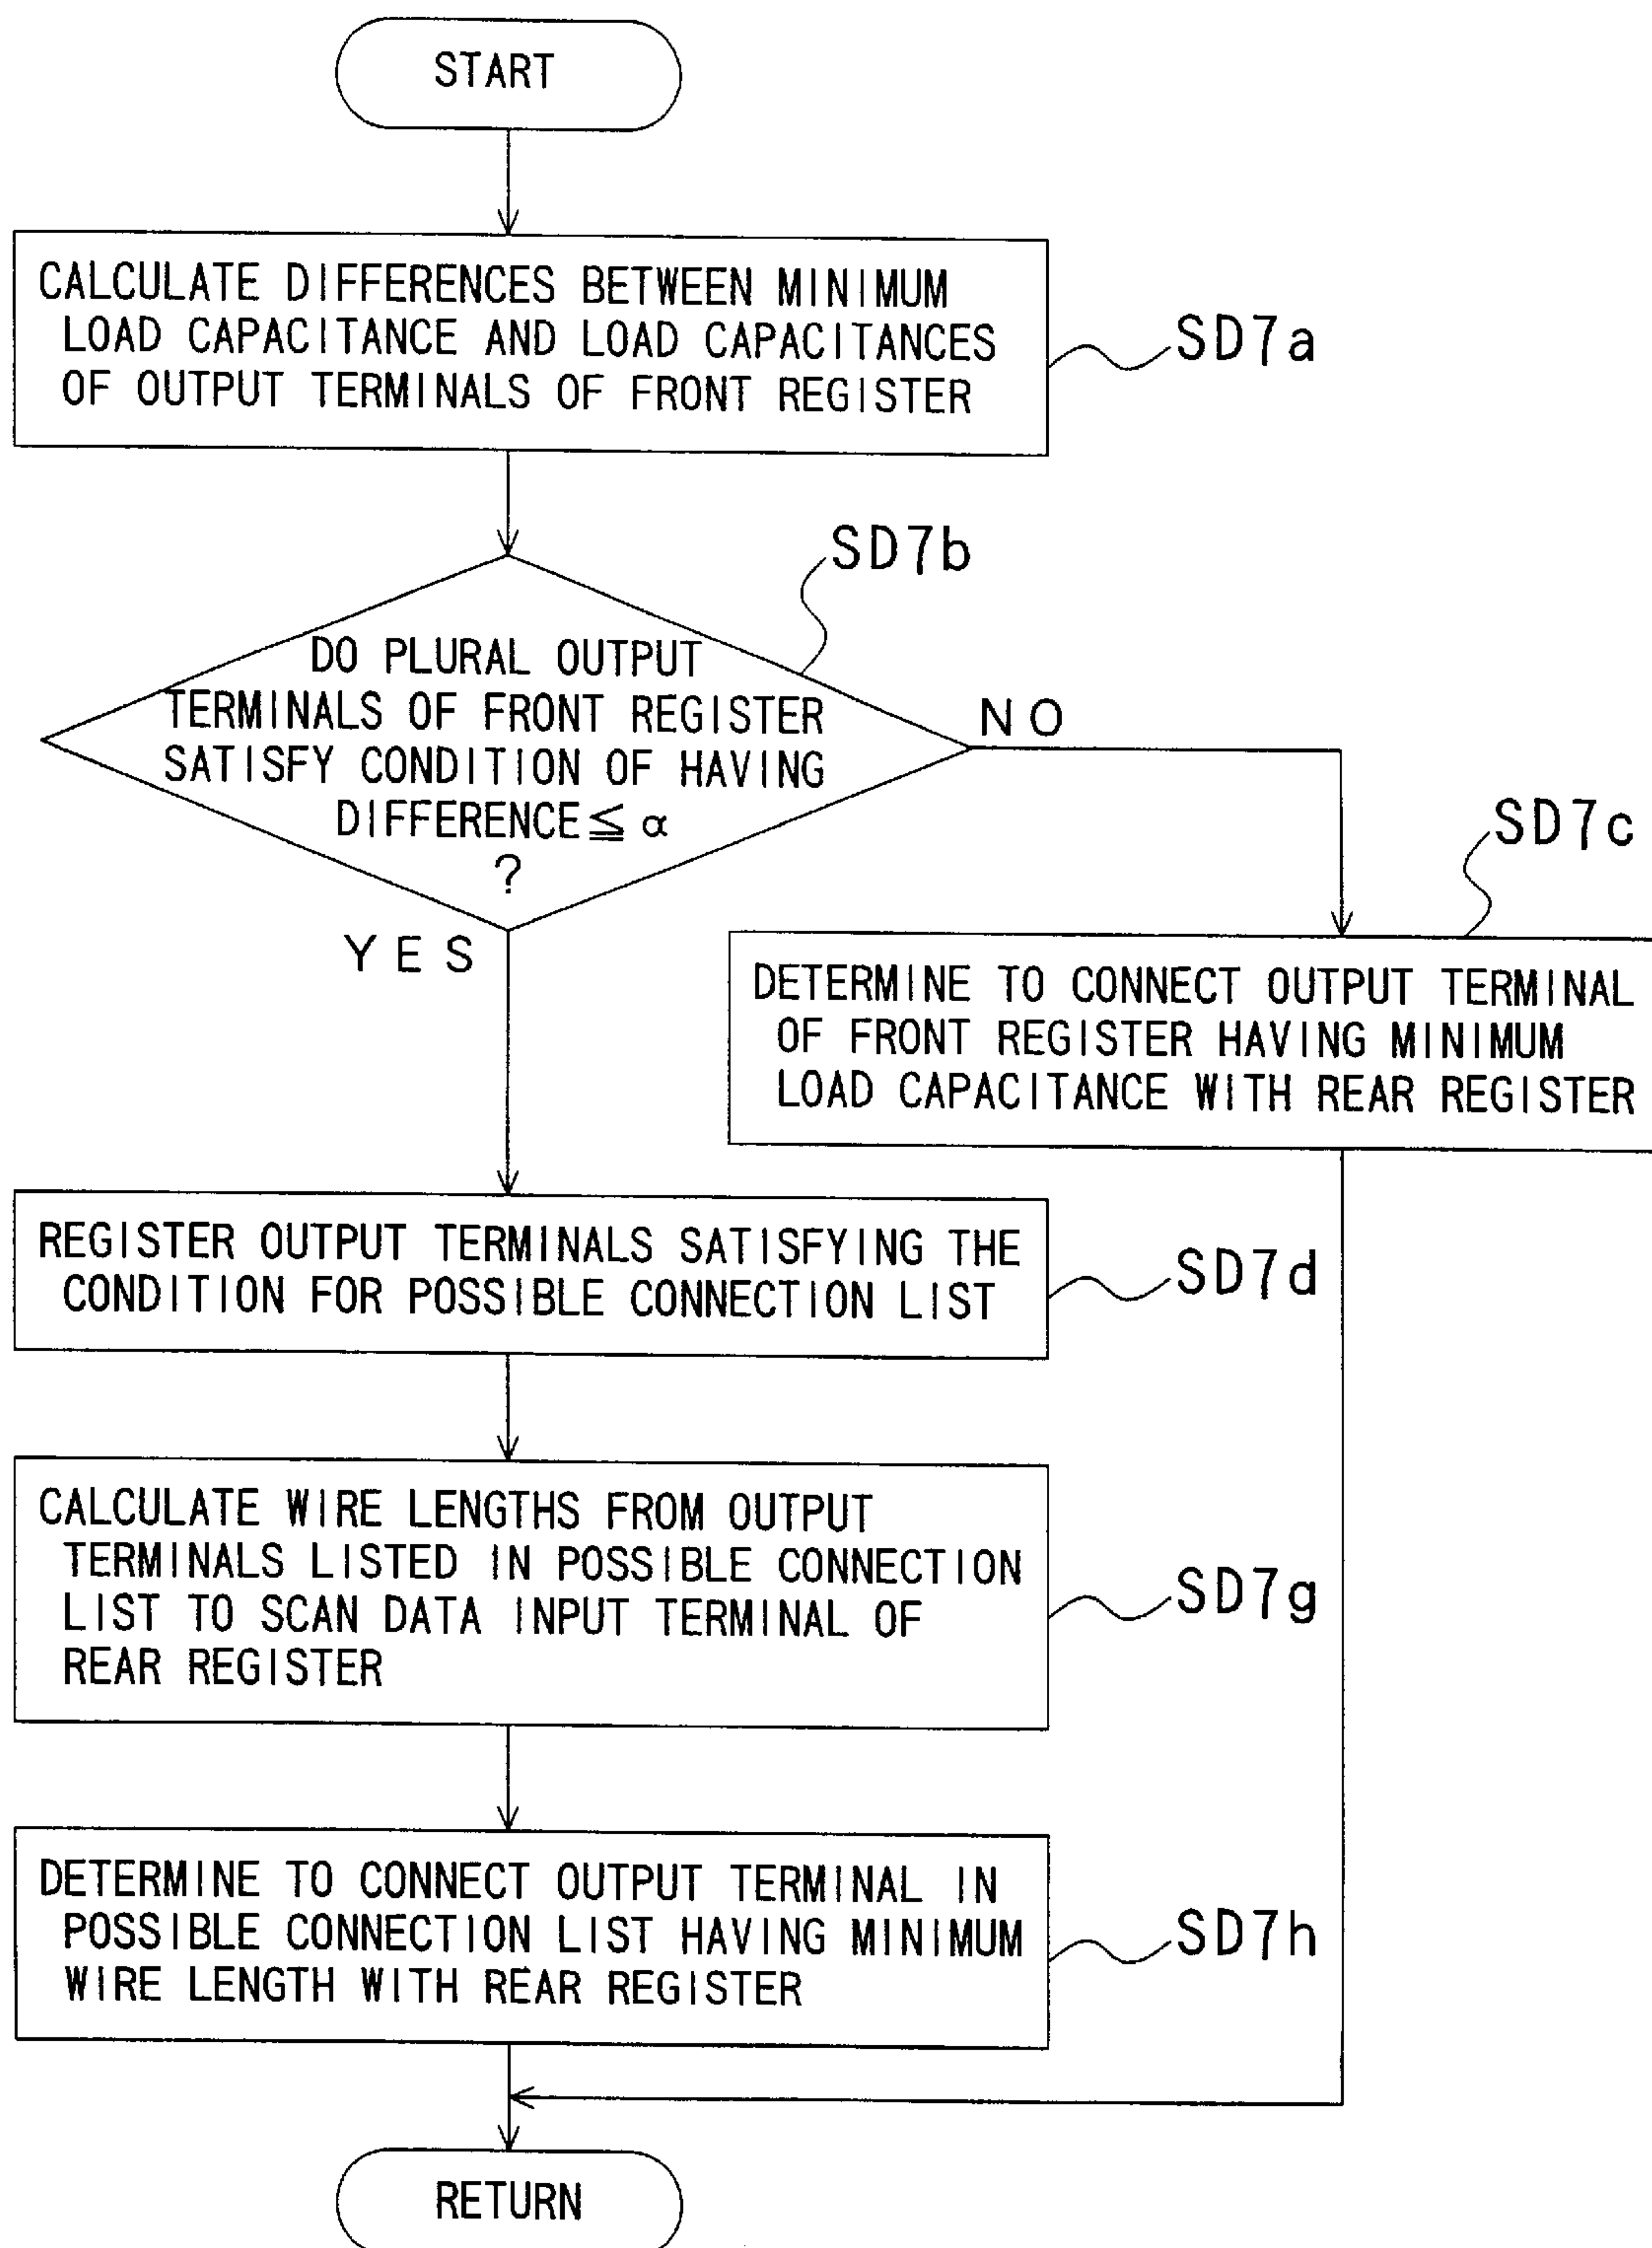 START
CALCULATE DIFFERENCES BETWEEN MINIMUM
LOAD CAPACITANCE AND LOAD CAPACITANCES
OF OUTPUT TERMINALS OF FRONT REGISTER
SD7a
SD7b
DO PLURAL OUTPUT
TERMINALS OF FRONT REGISTER
SATISFY CONDITION OF HAVING
DIFFERENCE≦α
?
NO
YES
SD7c
DETERMINE TO CONNECT OUTPUT TERMINAL
OF FRONT REGISTER HAVING MINIMUM
LOAD CAPACITANCE WITH REAR REGISTER
REGISTER OUTPUT TERMINALS SATISFYING THE
CONDITION FOR POSSIBLE CONNECTION LIST
SD7d
CALCULATE WIRE LENGTHS FROM OUTPUT
TERMINALS LISTED IN POSSIBLE CONNECTION
LIST TO SCAN DATA INPUT TERMINAL OF
REAR REGISTER
SD7g
DETERMINE TO CONNECT OUTPUT TERMINAL IN
POSSIBLE CONNECTION LIST HAVING MINIMUM
WIRE LENGTH WITH REAR REGISTER
SD7h
RETURN